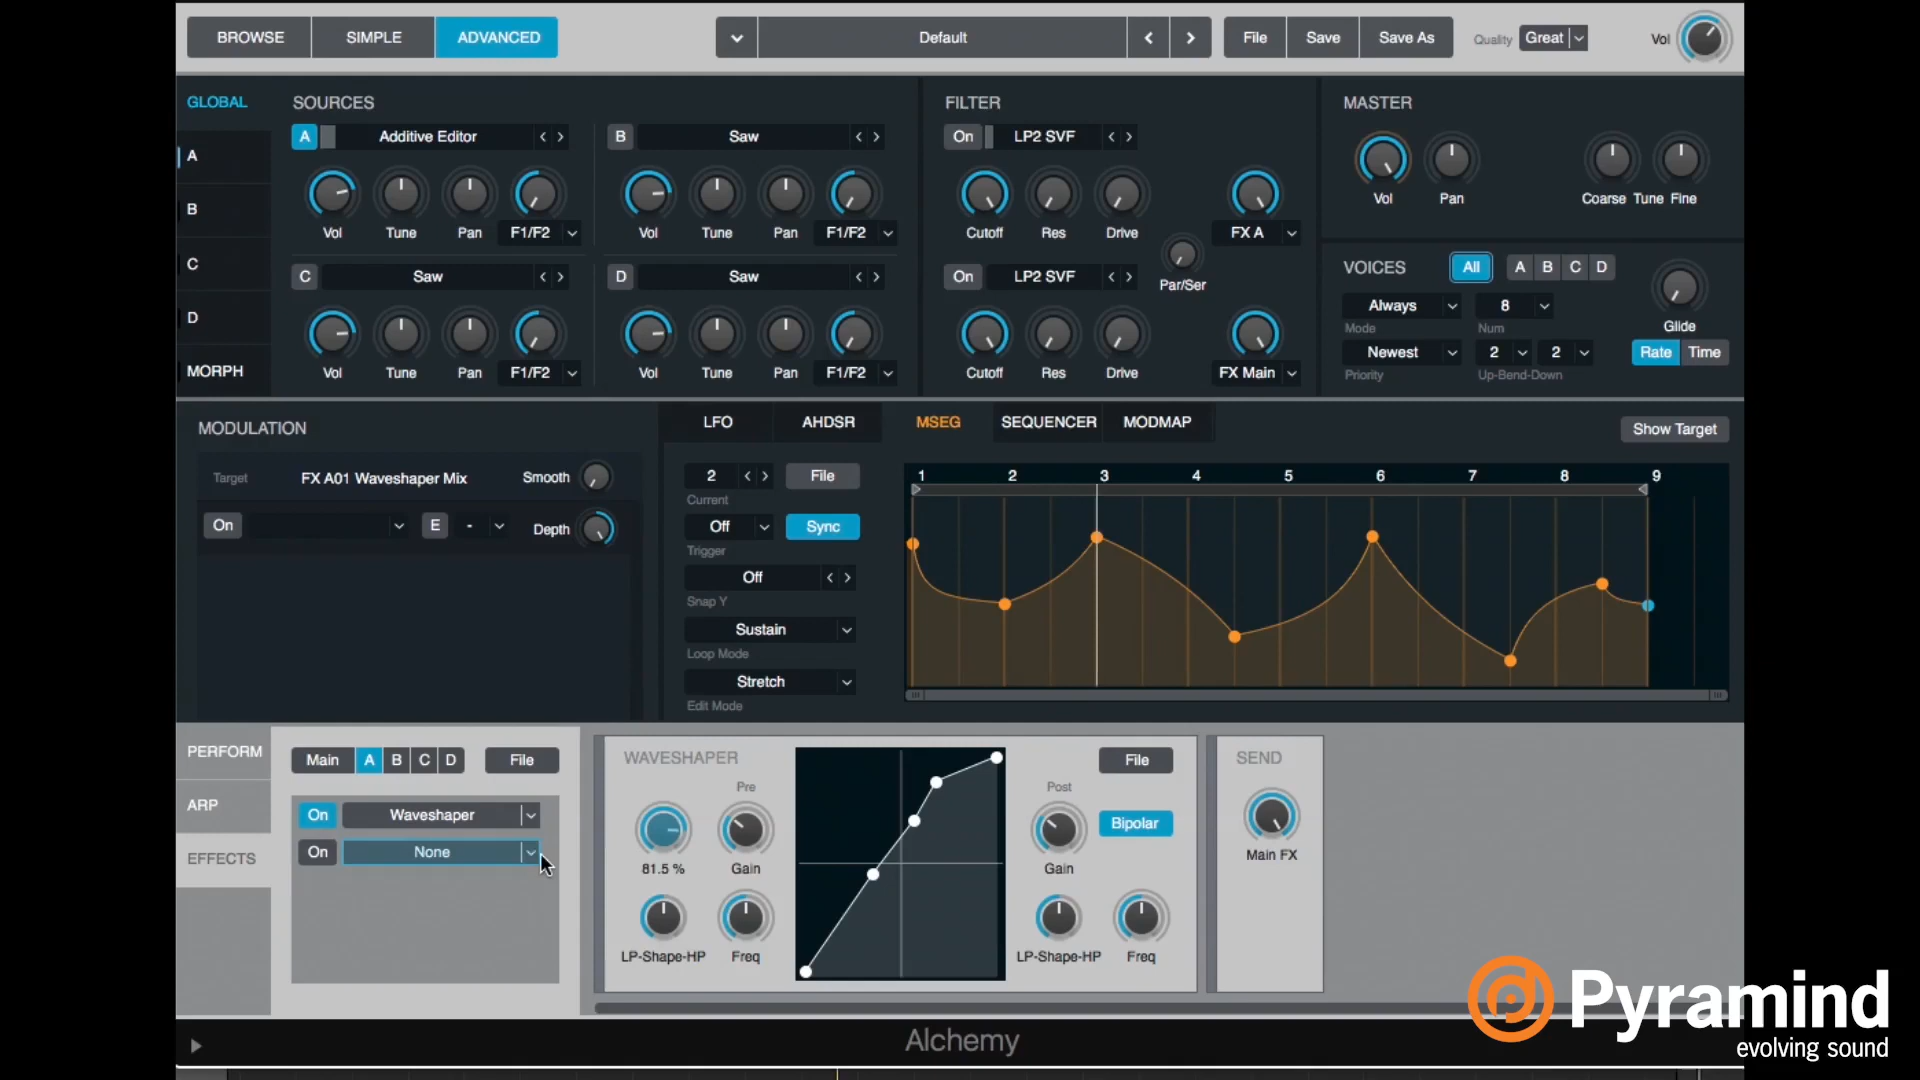 BROWSE SIMPLE ADVANCED Default File Save Save As Quality Great Vol
GLOBAL SOURCES FILTER MASTER
A Additive Editor B Saw On LP2 SVF
A
Vol Pan Coarse Tune Fine
B
Vol Tune Pan F1/F2 Vol Tune Pan F1/F2 Cutoff Res Drive FX A
C
C Saw D Saw On LP2 SVF Par/Ser VOICES All A B C D
Always 8
Mode Num Glide
D
Newest 2 2 Rate Time
Priority Up-Bend-Down
MORPH Vol Tune Pan F1/F2 Vol Tune Pan F1/F2 Cutoff Res Drive FX Main
MODULATION LFO AHDSR MSEG SEQUENCER MODMAP Show Target
Target FX A01 Waveshaper Mix Smooth 2 File 1 2 3 4 5 6 7 8 9
Current
On E - Depth Off Sync
Trigger
Off
Snap Y
Sustain
Loop Mode
Stretch
Edit Mode
PERFORM Main A B C D File WAVESHAPER File SEND
Pre Post
ARP On Waveshaper Bipolar
EFFECTS On None 81.5 % Gain Gain Main FX
LP-Shape-HP Freq LP-Shape-HP Freq
Alchemy
Pyramind
evolving sound